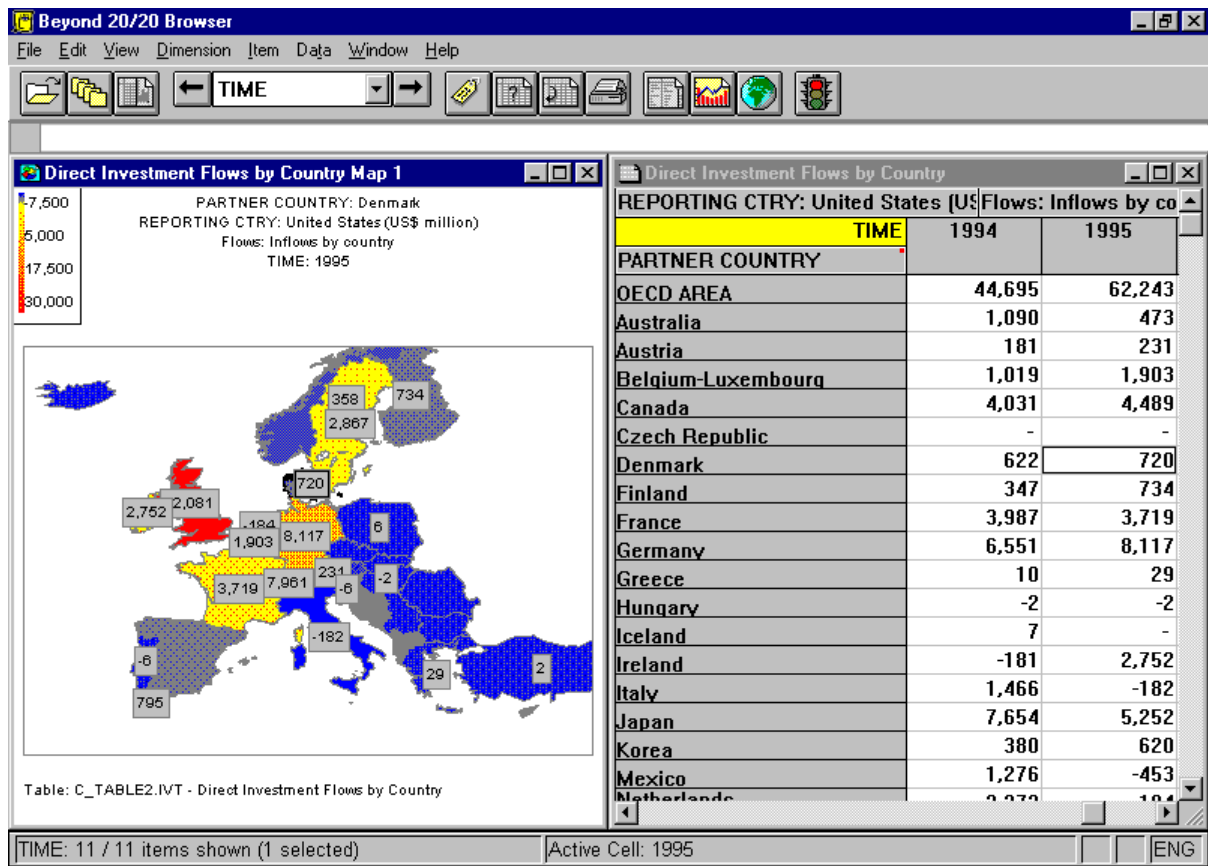 Beyond 20/20 Browser
File Edit View Dimension Item Data Window Help
TIME
Direct Investment Flows by Country Map 1
-7,500
5,000
17,500
30,000
PARTNER COUNTRY: Denmark
REPORTING CTRY: United States (US$ million)
Flows: Inflows by country
TIME: 1995
358
734
2,867
720
2,081
2,752
-184
1,903
8,117
6
3,719
7,961
231
-6
-2
-182
-6
795
29
2
Table: C_TABLE2.IVT - Direct Investment Flows by Country
Direct Investment Flows by Country
REPORTING CTRY: United States (US Flows: Inflows by co
TIME 1994 1995
PARTNER COUNTRY
OECD AREA 44,695 62,243
Australia 1,090 473
Austria 181 231
Belgium-Luxembourg 1,019 1,903
Canada 4,031 4,489
Czech Republic - -
Denmark 622 720
Finland 347 734
France 3,987 3,719
Germany 6,551 8,117
Greece 10 29
Hungary -2 -2
Iceland 7 -
Ireland -181 2,752
Italy 1,466 -182
Japan 7,654 5,252
Korea 380 620
Mexico 1,276 -453
Netherlands
TIME: 11 / 11 items shown (1 selected)
Active Cell: 1995
ENG